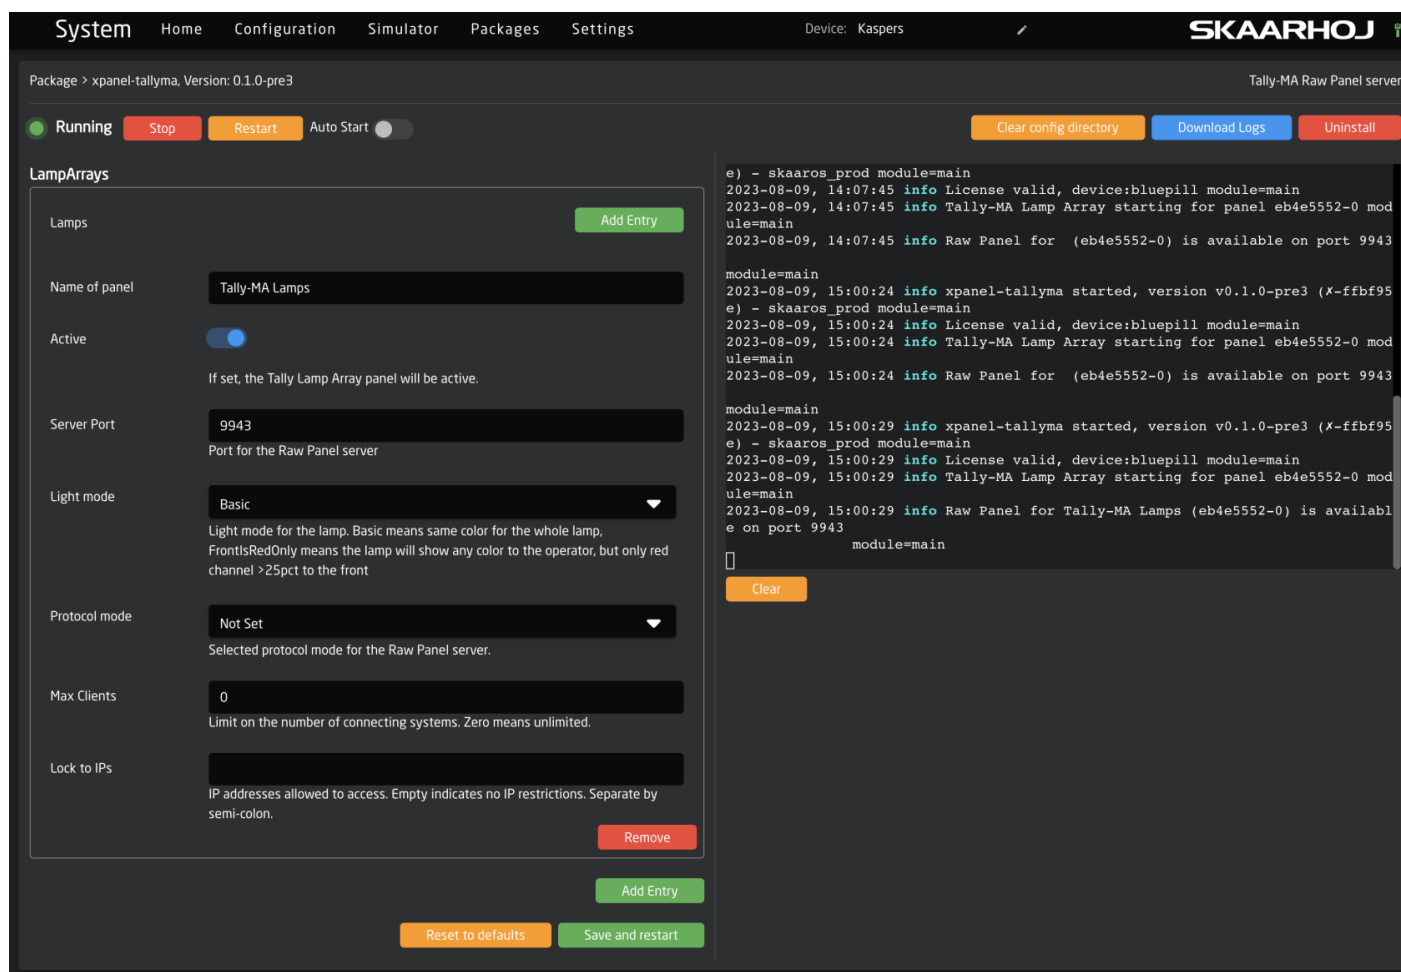 System Home Configuration Simulator Packages Settings Device: Kaspers SKAARHOJ
Package > xpanel-tallyma, Version: 0.1.0-pre3 Tally-MA Raw Panel server
Running Stop Restart Auto Start Clear config directory Download Logs Uninstall
LampArrays
Lamps Add Entry
Name of panel Tally-MA Lamps
Active
If set, the Tally Lamp Array panel will be active.
Server Port 9943
Port for the Raw Panel server
Light mode Basic
Light mode for the lamp. Basic means same color for the whole lamp,
FrontIsRedOnly means the lamp will show any color to the operator, but only red
channel >25pct to the front
Protocol mode Not Set
Selected protocol mode for the Raw Panel server.
Max Clients 0
Limit on the number of connecting systems. Zero means unlimited.
Lock to IPs
IP addresses allowed to access. Empty indicates no IP restrictions. Separate by
semi-colon.
Remove
Add Entry
Reset to defaults Save and restart
e) - skaaros_prod module=main
2023-08-09, 14:07:45 info License valid, device:bluepill module=main
2023-08-09, 14:07:45 info Tally-MA Lamp Array starting for panel eb4e5552-0 mod
ule=main
2023-08-09, 14:07:45 info Raw Panel for (eb4e5552-0) is available on port 9943
module=main
2023-08-09, 15:00:24 info xpanel-tallyma started, version v0.1.0-pre3 (✗-ffbf95
e) - skaaros_prod module=main
2023-08-09, 15:00:24 info License valid, device:bluepill module=main
2023-08-09, 15:00:24 info Tally-MA Lamp Array starting for panel eb4e5552-0 mod
ule=main
2023-08-09, 15:00:24 info Raw Panel for (eb4e5552-0) is available on port 9943
module=main
2023-08-09, 15:00:29 info xpanel-tallyma started, version v0.1.0-pre3 (✗-ffbf95
e) - skaaros_prod module=main
2023-08-09, 15:00:29 info License valid, device:bluepill module=main
2023-08-09, 15:00:29 info Tally-MA Lamp Array starting for panel eb4e5552-0 mod
ule=main
2023-08-09, 15:00:29 info Raw Panel for Tally-MA Lamps (eb4e5552-0) is availabl
e on port 9943
module=main
Clear